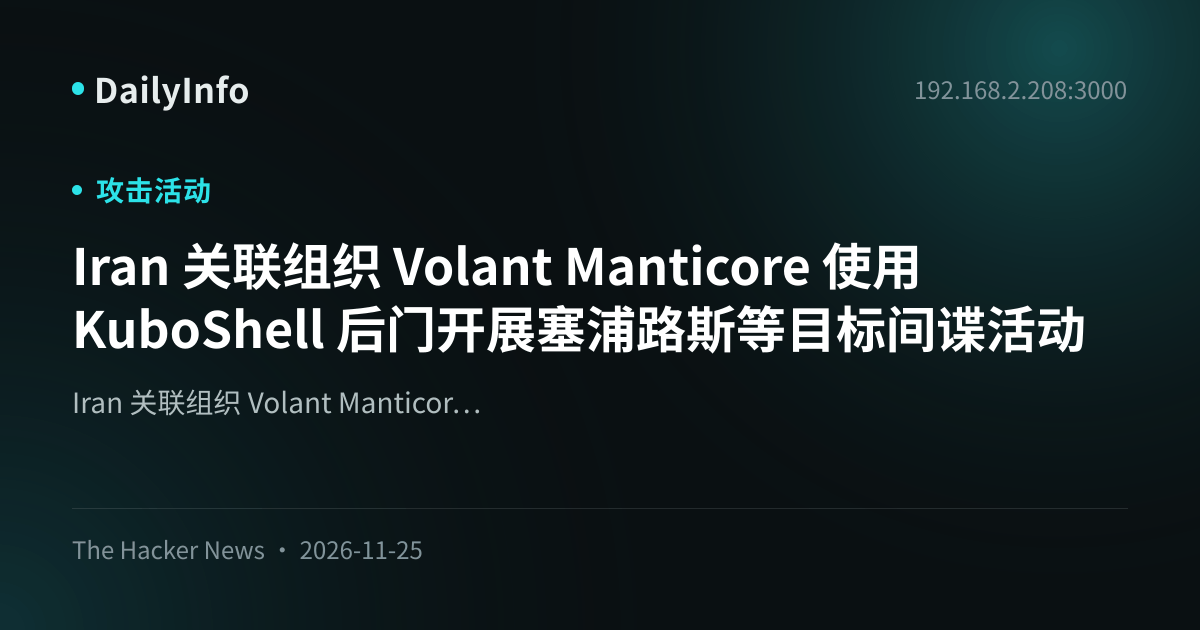 DailyInfo
192.168.2.208:3000
攻击活动
Iran 关联组织 Volant Manticore 使用
KuboShell 后门开展塞浦路斯等目标间谍活动
Iran 关联组织 Volant Manticor…
The Hacker News · 2026-11-25